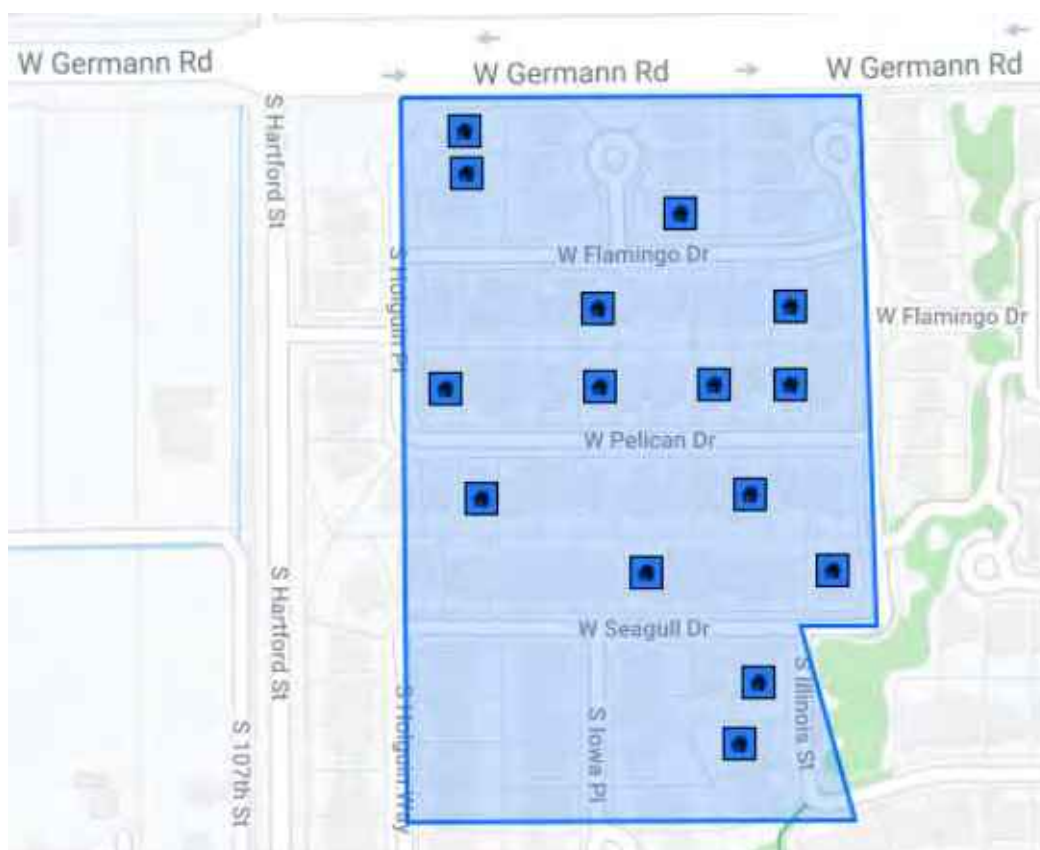 W Germann Rd
W Germann Rd
W Germann Rd
S Hartford St
W Flamingo Dr
S Holguin Pl
W Flamingo Dr
W Pelican Dr
S Hartford St
W Seagull Dr
S Holguin Way
S Iowa Pl
S Illinois St
S 107th St